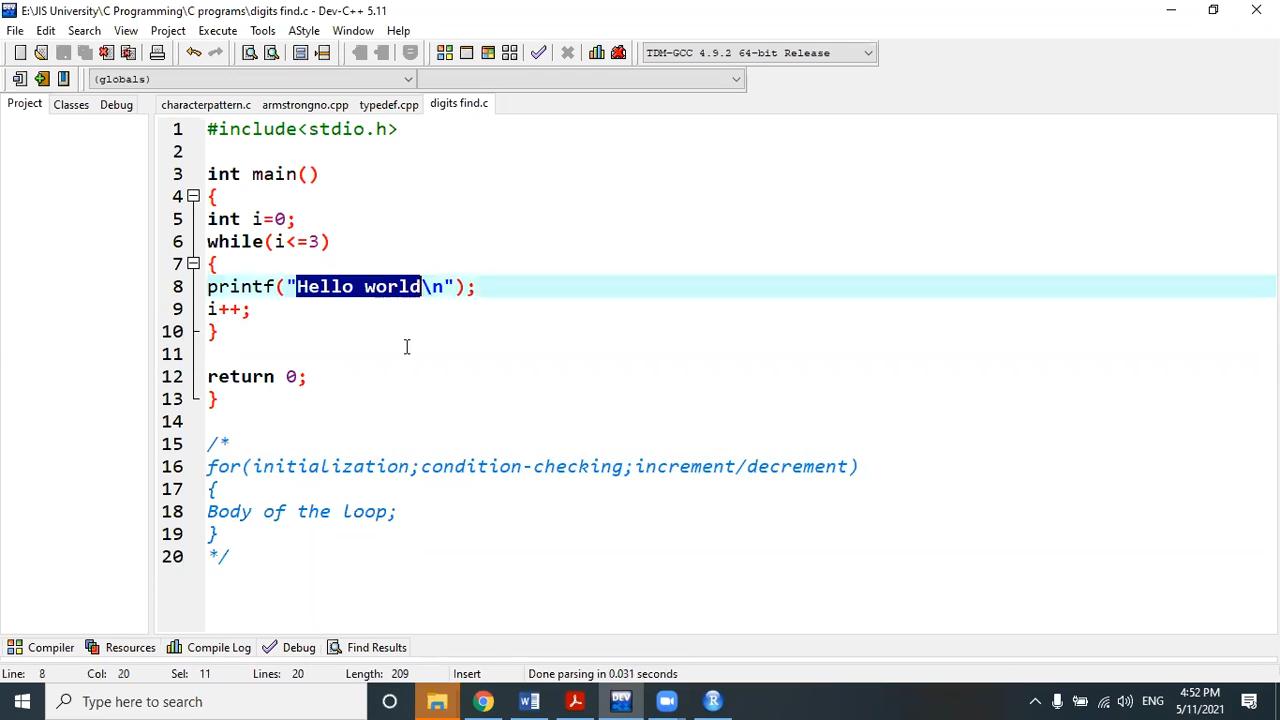 E:\JIS University\C Programming\C programs\digits find.c - Dev-C++ 5.11
File Edit Search View Project Execute Tools AStyle Window Help
TDM-GCC 4.9.2 64-bit Release
(globals)
Project Classes Debug characterpattern.c armstrongno.cpp typedef.cpp digits find.c
1 #include<stdio.h>
2
3 int main()
4 {
5 int i=0;
6 while(i<=3)
7 {
8 printf("Hello world\n");
9 i++;
10 }
11
12 return 0;
13 }
14
15 /*
16 for(initialization;condition-checking;increment/decrement)
17 {
18 Body of the loop;
19 }
20 */
Compiler Resources Compile Log Debug Find Results
Line: 8 Col: 20 Sel: 11 Lines: 20 Length: 209 Insert Done parsing in 0.031 seconds
Type here to search DEV R ENG 4:52 PM
5/11/2021